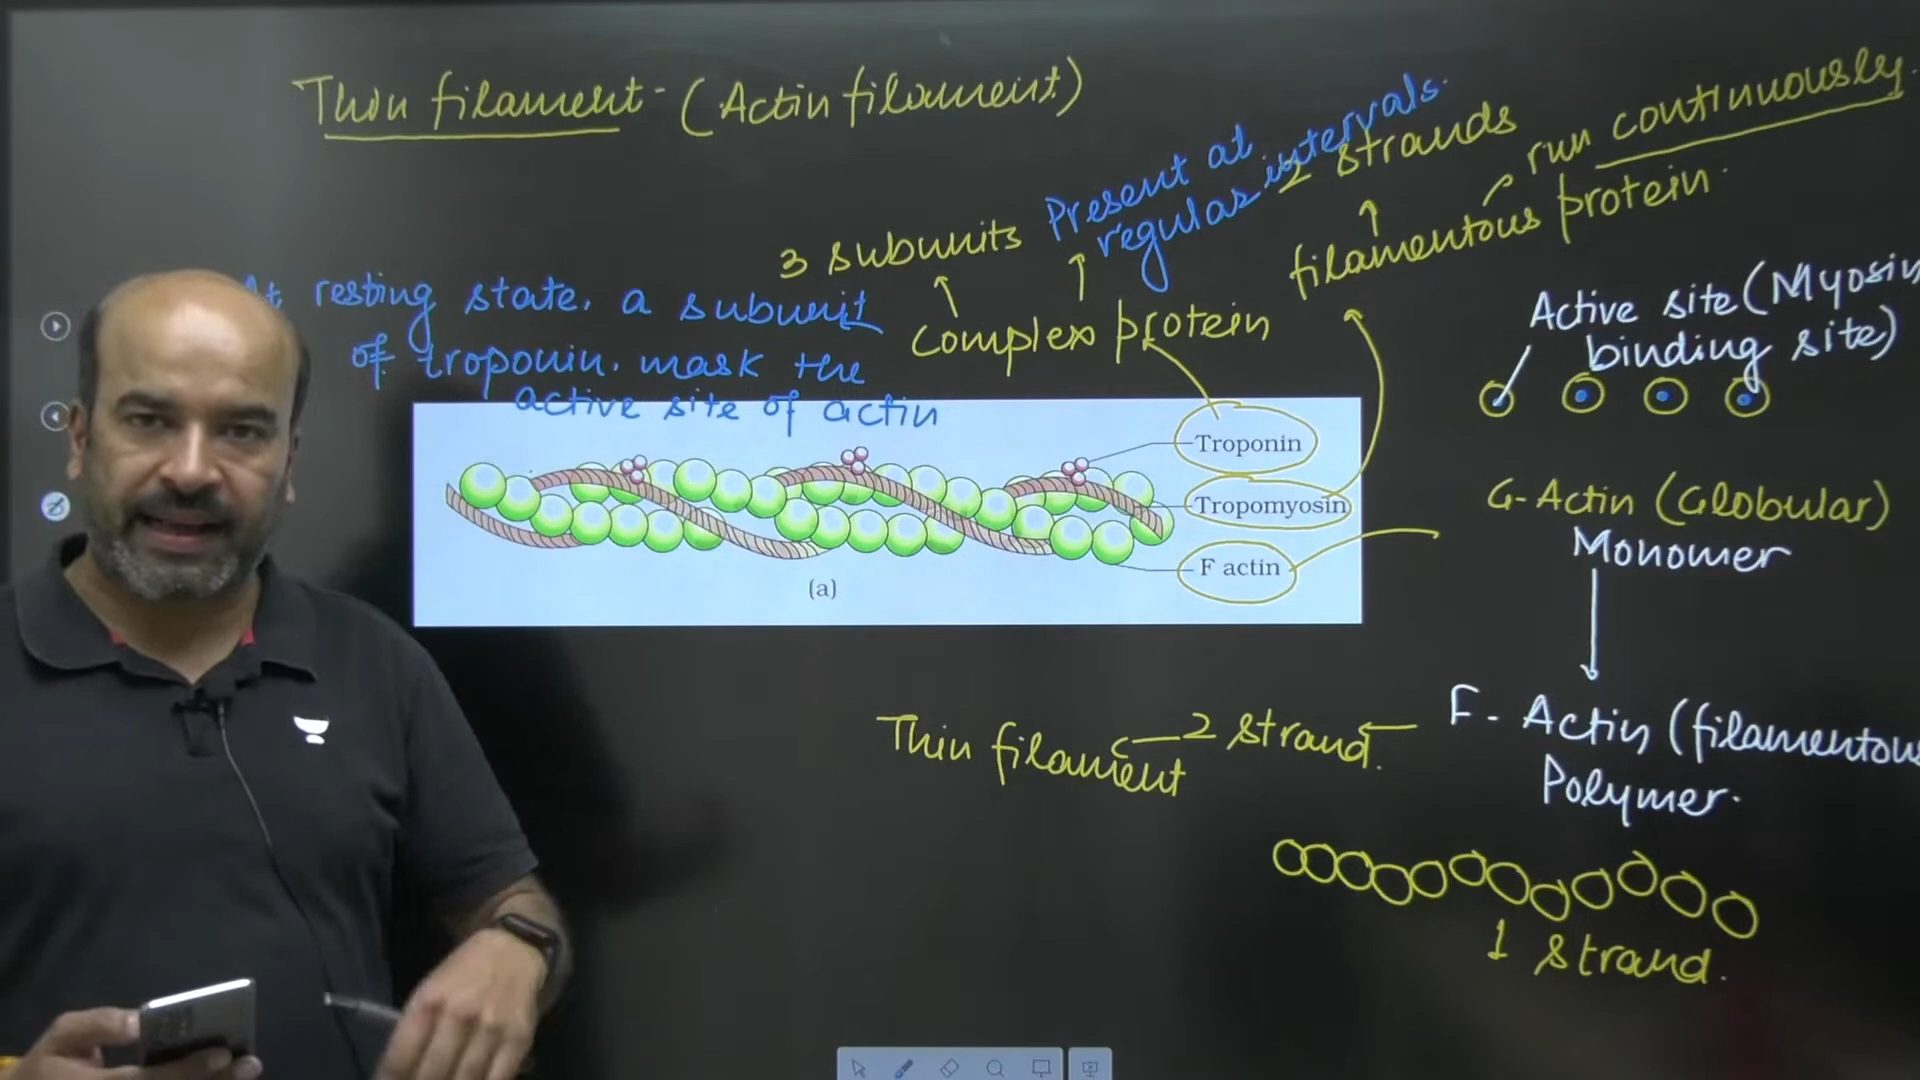 Thin filament - (Actin filament)
Present at
regular intervals.
2 strands
run continuously.
filamentous protein.
3 subunits
complex protein
At resting state, a subunit
of troponin. mask the
active site of actin
Active site (Myosin
binding site)
Troponin
Tropomyosin
F actin
(a)
G-Actin (Globular)
Monomer
F - Actin (filamentous
Polymer.
2 strand.
Thin filament
1 strand.